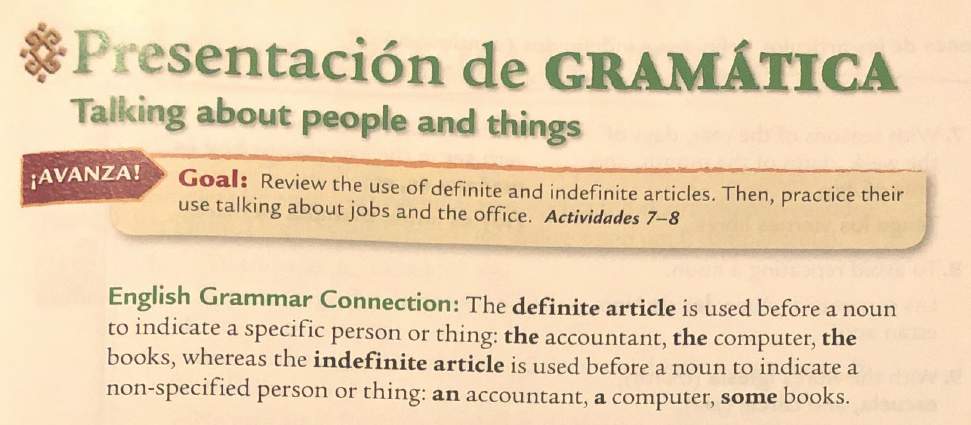 Presentación de GRAMÁTICA
Talking about people and things
¡AVANZA!
Goal: Review the use of definite and indefinite articles. Then, practice their
use talking about jobs and the office. Actividades 7–8
English Grammar Connection: The definite article is used before a noun
to indicate a specific person or thing: the accountant, the computer, the
books, whereas the indefinite article is used before a noun to indicate a
non-specified person or thing: an accountant, a computer, some books.